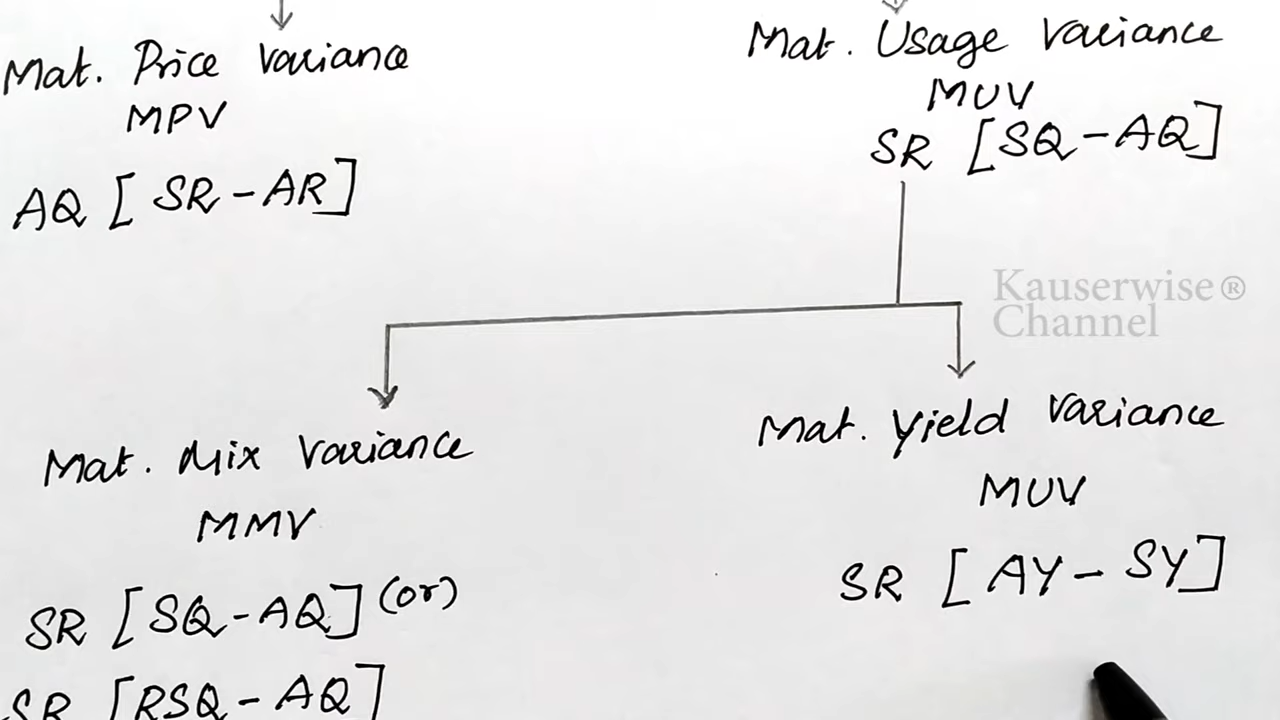 Mat. Price Variance
MPV
AQ [SR - AR]
Mat. Usage Variance
MUV
SR [SQ - AQ]
Kauserwise®
Channel
Mat. Mix Variance
MMV
SR [SQ - AQ] (or)
SR [RSQ - AQ]
Mat. Yield Variance
MUV
SR [AY - SY]